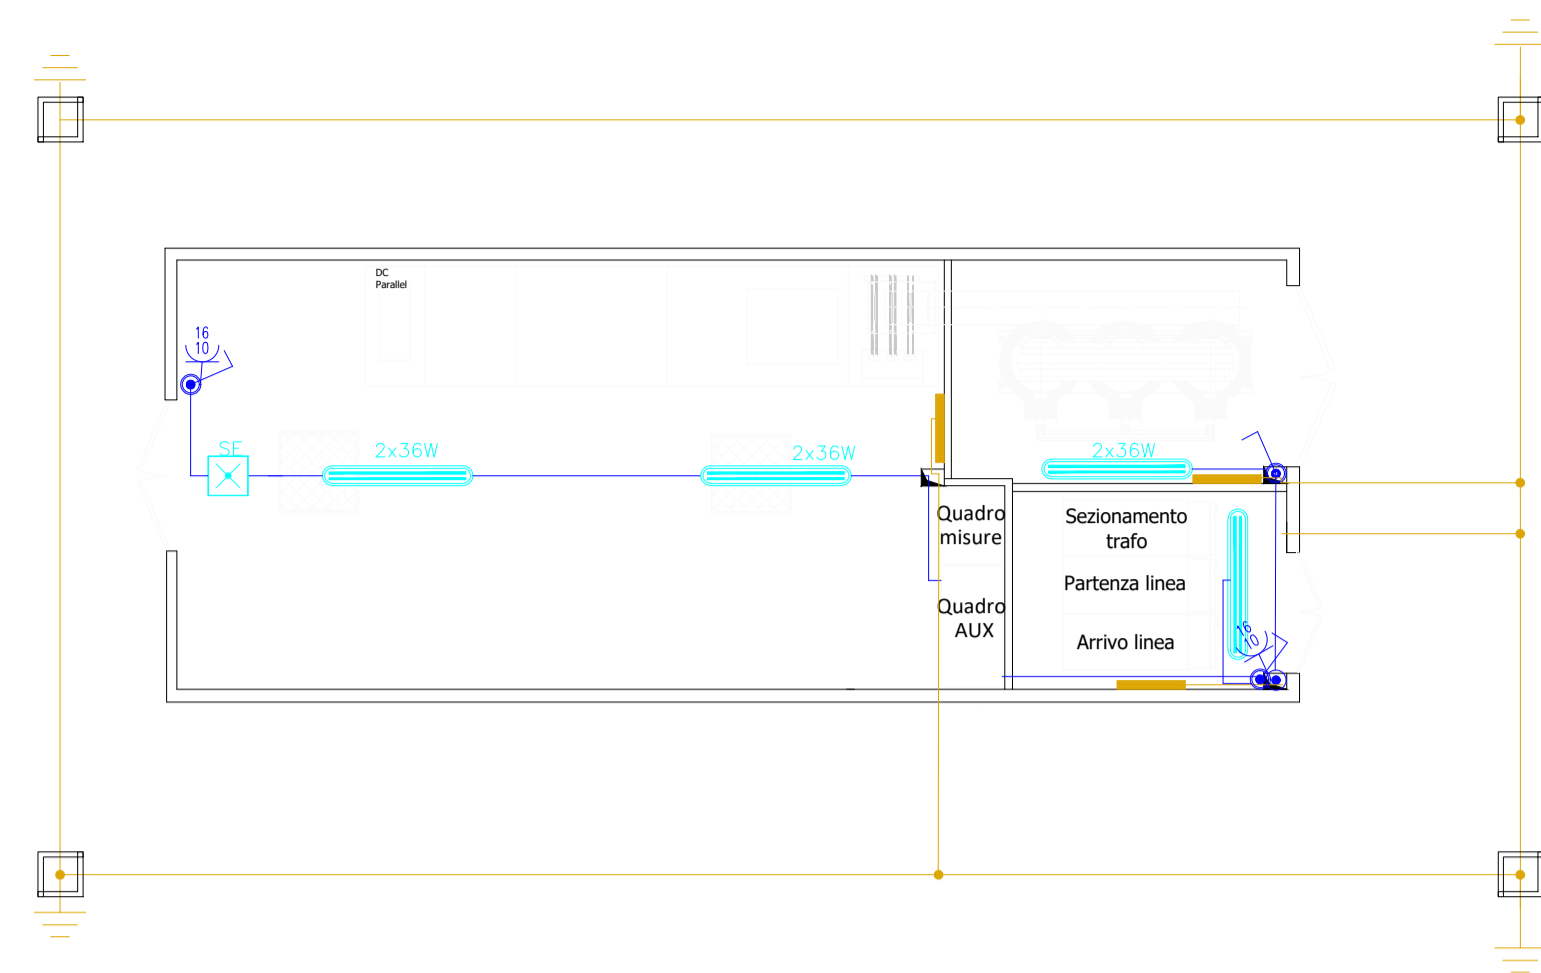 DC
Parallel
16
10
SE
2x36W
2x36W
2x36W
Quadro
misure
Sezionamento
trafo
Partenza linea
Quadro
AUX
Arrivo linea
16
10